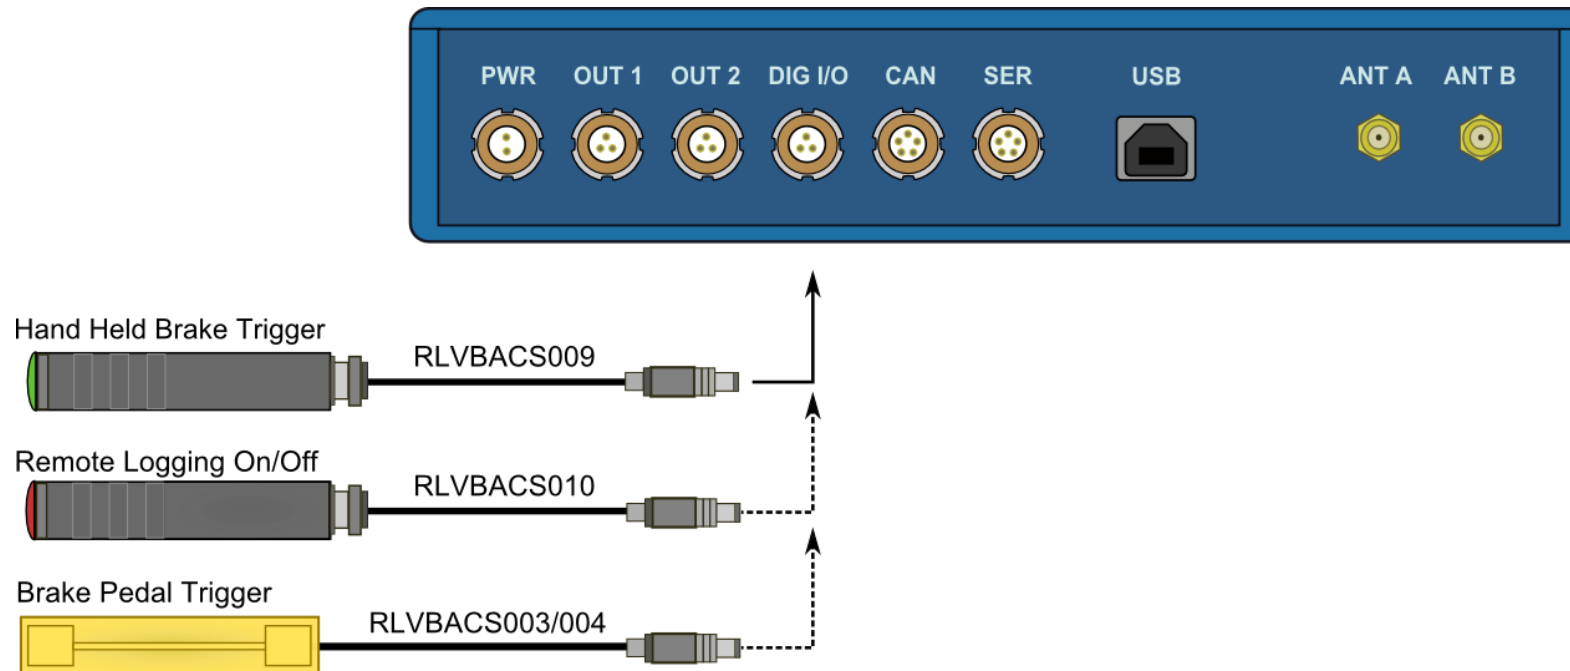 PWR OUT 1 OUT 2 DIG I/O CAN SER USB ANT A ANT B
Hand Held Brake Trigger
RLVBACS009
Remote Logging On/Off
RLVBACS010
Brake Pedal Trigger
RLVBACS003/004